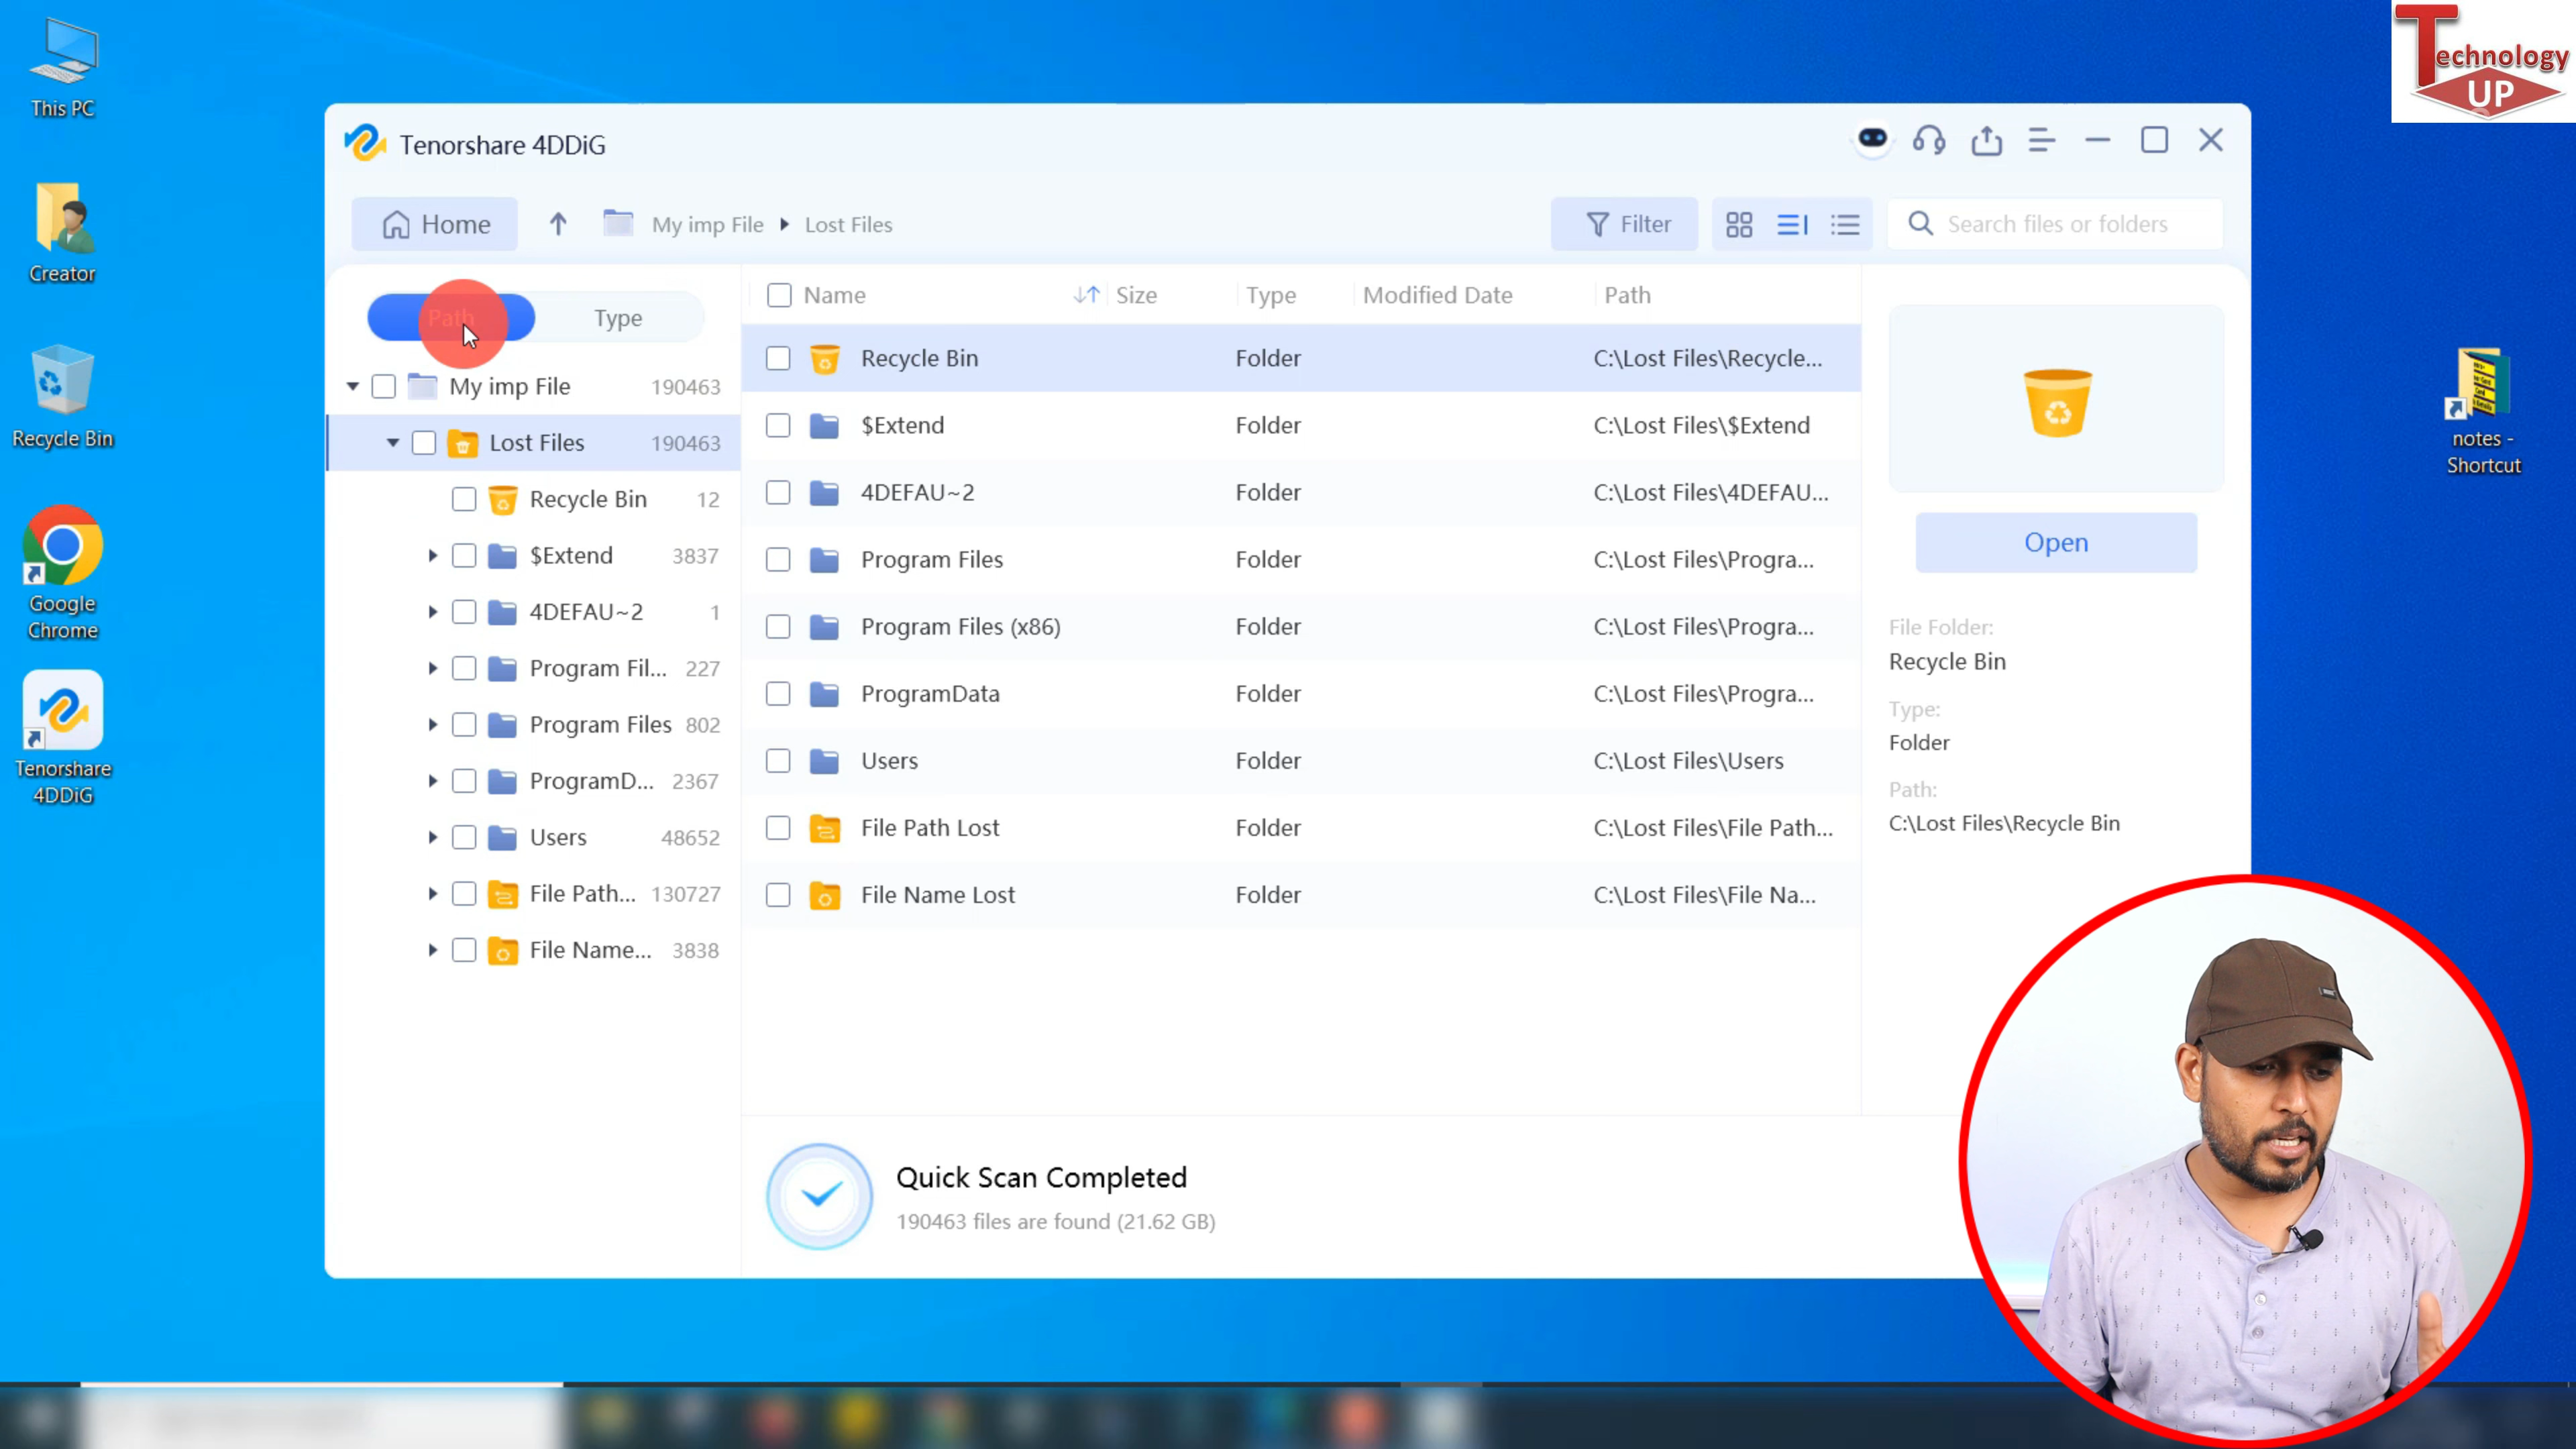 This PC
Creator
Recycle Bin
Google
Chrome
Tenorshare
4DDiG
Technology
UP
notes -
Shortcut
Tenorshare 4DDiG
Home
My imp File
Lost Files
Filter
Search files or folders
Path
Type
My imp File 190463
Lost Files 190463
Recycle Bin 12
$Extend 3837
4DEFAU~2 1
Program Fil... 227
Program Files 802
ProgramD... 2367
Users 48652
File Path... 130727
File Name... 3838
Name Size Type Modified Date Path
Recycle Bin Folder C:\Lost Files\Recycle...
$Extend Folder C:\Lost Files\$Extend
4DEFAU~2 Folder C:\Lost Files\4DEFAU...
Program Files Folder C:\Lost Files\Progra...
Program Files (x86) Folder C:\Lost Files\Progra...
ProgramData Folder C:\Lost Files\Progra...
Users Folder C:\Lost Files\Users
File Path Lost Folder C:\Lost Files\File Path...
File Name Lost Folder C:\Lost Files\File Na...
Open
File Folder:
Recycle Bin
Type:
Folder
Path:
C:\Lost Files\Recycle Bin
Quick Scan Completed
190463 files are found (21.62 GB)